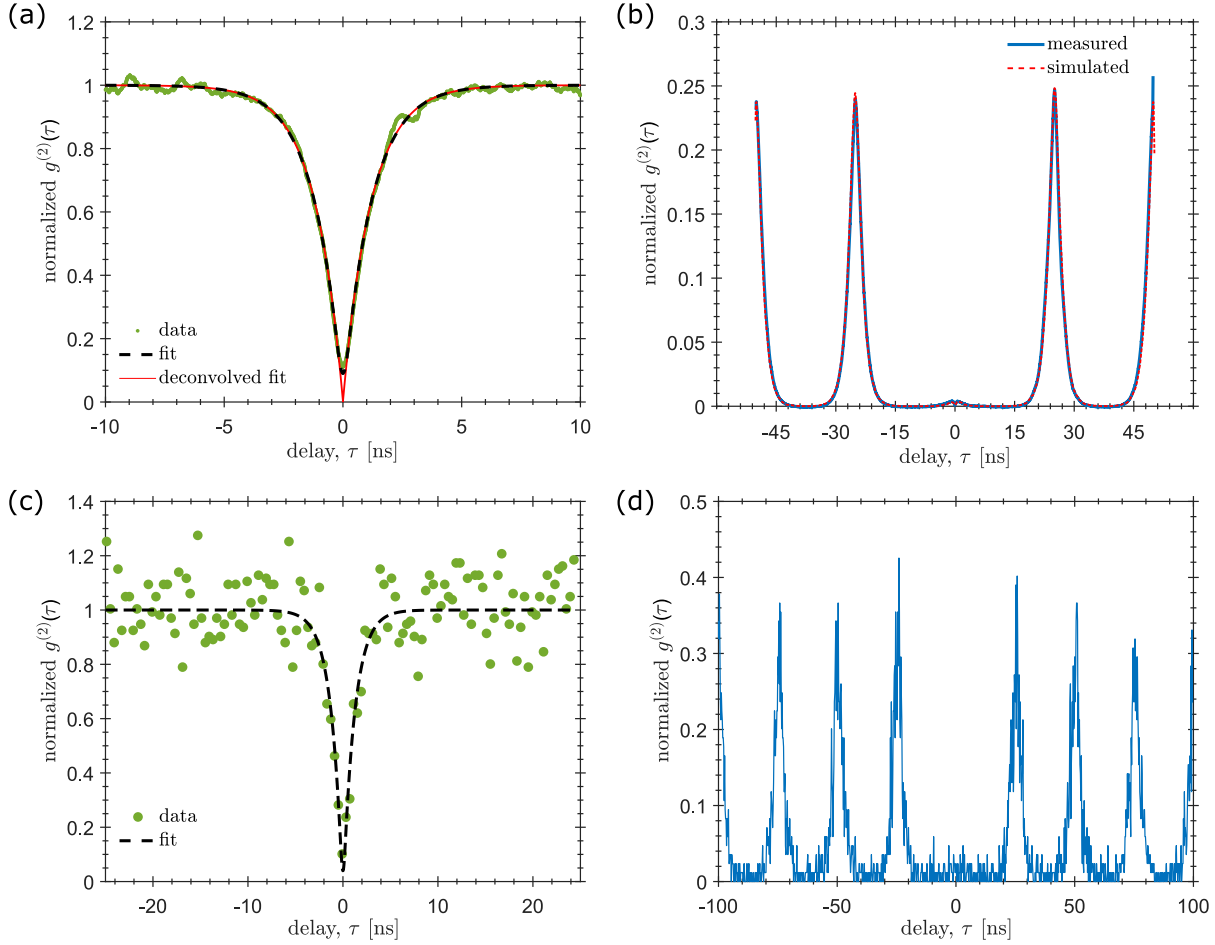 (a)
1.2
1
0.8
0.6
0.4
0.2
0
normalized g⁽²⁾(τ)
data
fit
deconvolved fit
-10 -5 0 5 10
delay, τ [ns]
(b)
0.3
0.25
0.2
0.15
0.1
0.05
0
normalized g⁽²⁾(τ)
measured
simulated
-45 -30 -15 0 15 30 45
delay, τ [ns]
(c)
1.4
1.2
1
0.8
0.6
0.4
0.2
0
normalized g⁽²⁾(τ)
data
fit
-20 -10 0 10 20
delay, τ [ns]
(d)
0.5
0.4
0.3
0.2
0.1
0
normalized g⁽²⁾(τ)
-100 -50 0 50 100
delay, τ [ns]